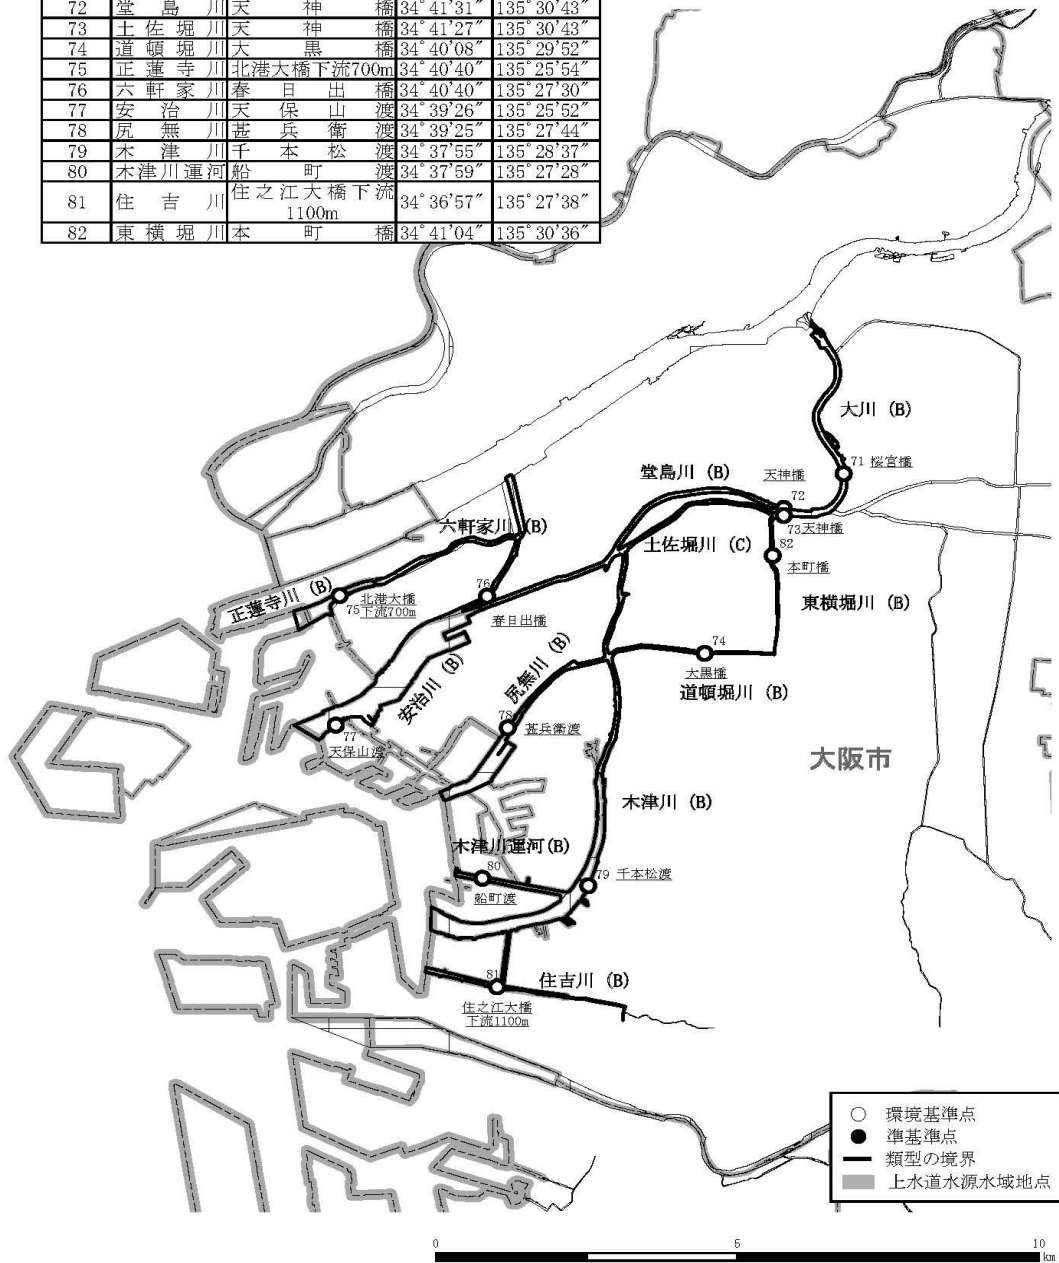 72 堂島川 天神橋 34°41'31" 135°30'43"
73 土佐堀川 天神橋 34°41'27" 135°30'43"
74 道頓堀川 大黒橋 34°40'08" 135°29'52"
75 正蓮寺川 北港大橋下流700m 34°40'40" 135°25'54"
76 六軒家川 春日出橋 34°40'40" 135°27'30"
77 安治川 天保山渡 34°39'26" 135°25'52"
78 尻無川 甚兵衛渡 34°39'25" 135°27'44"
79 木津川 千本松渡 34°37'55" 135°28'37"
80 木津川運河 船町渡 34°37'59" 135°27'28"
81 住吉川 住之江大橋下流1100m 34°36'57" 135°27'38"
82 東横堀川 本町橋 34°41'04" 135°30'36"
大川 (B)
71 桜宮橋
堂島川 (B)
天神橋
72
73天神橋
六軒家川 (B)
土佐堀川 (C)
82
本町橋
正蓮寺川 (B)
75
北港大橋
下流700m
76
春日出橋
東横堀川 (B)
74
大黒橋
道頓堀川 (B)
安治川 (B)
尻無川 (B)
77
天保山渡
78
甚兵衛渡
大阪市
木津川 (B)
木津川運河(B)
80
船町渡
79 千本松渡
81
住吉川 (B)
住之江大橋
下流1100m
環境基準点
準基準点
類型の境界
上水道水源水域地点
0 5 10
km